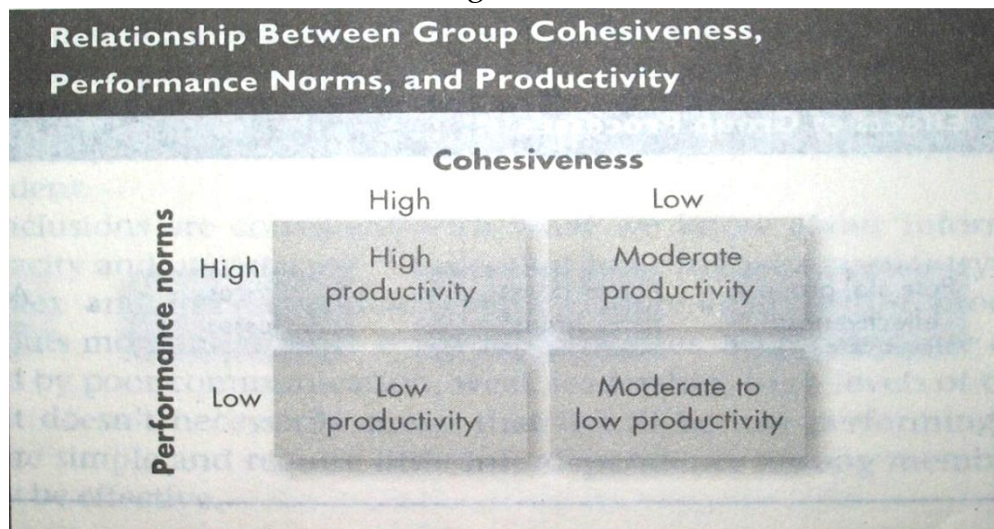 Relationship Between Group Cohesiveness,
Performance Norms, and Productivity
Cohesiveness
High Low
Performance norms
High
High productivity
Moderate productivity
Low
Low productivity
Moderate to low productivity